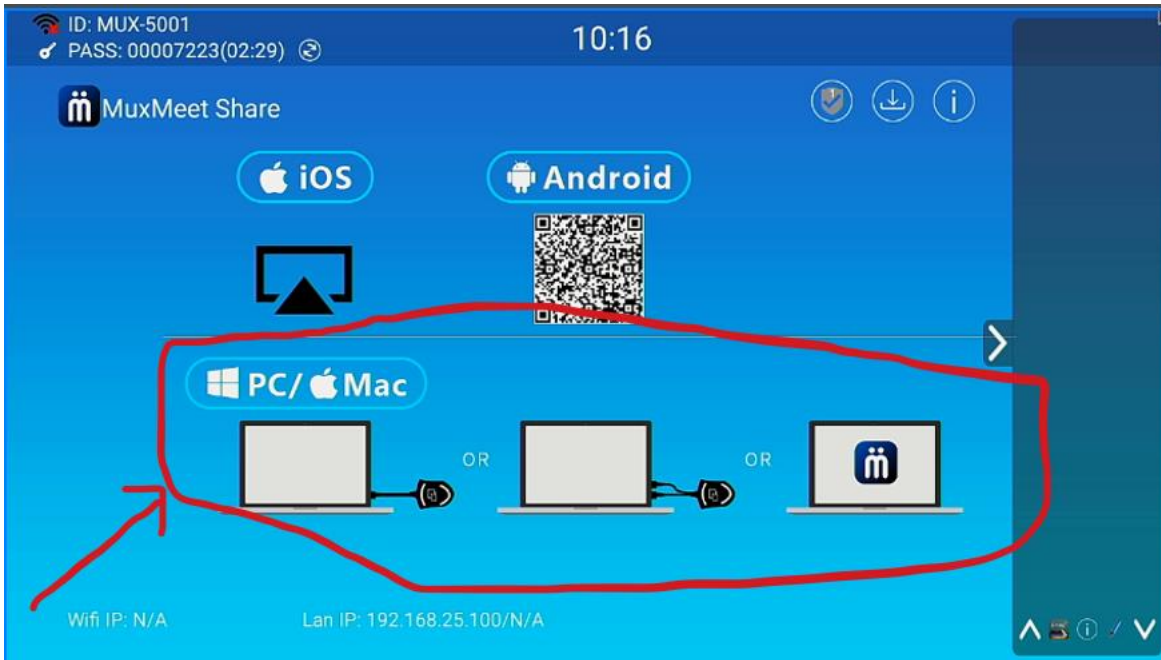 ID: MUX-5001
PASS: 00007223(02:29)
10:16
MuxMeet Share
1
i
iOS
Android
PC/ Mac
OR
OR
Wifi IP: N/A
Lan IP: 192.168.25.100/N/A